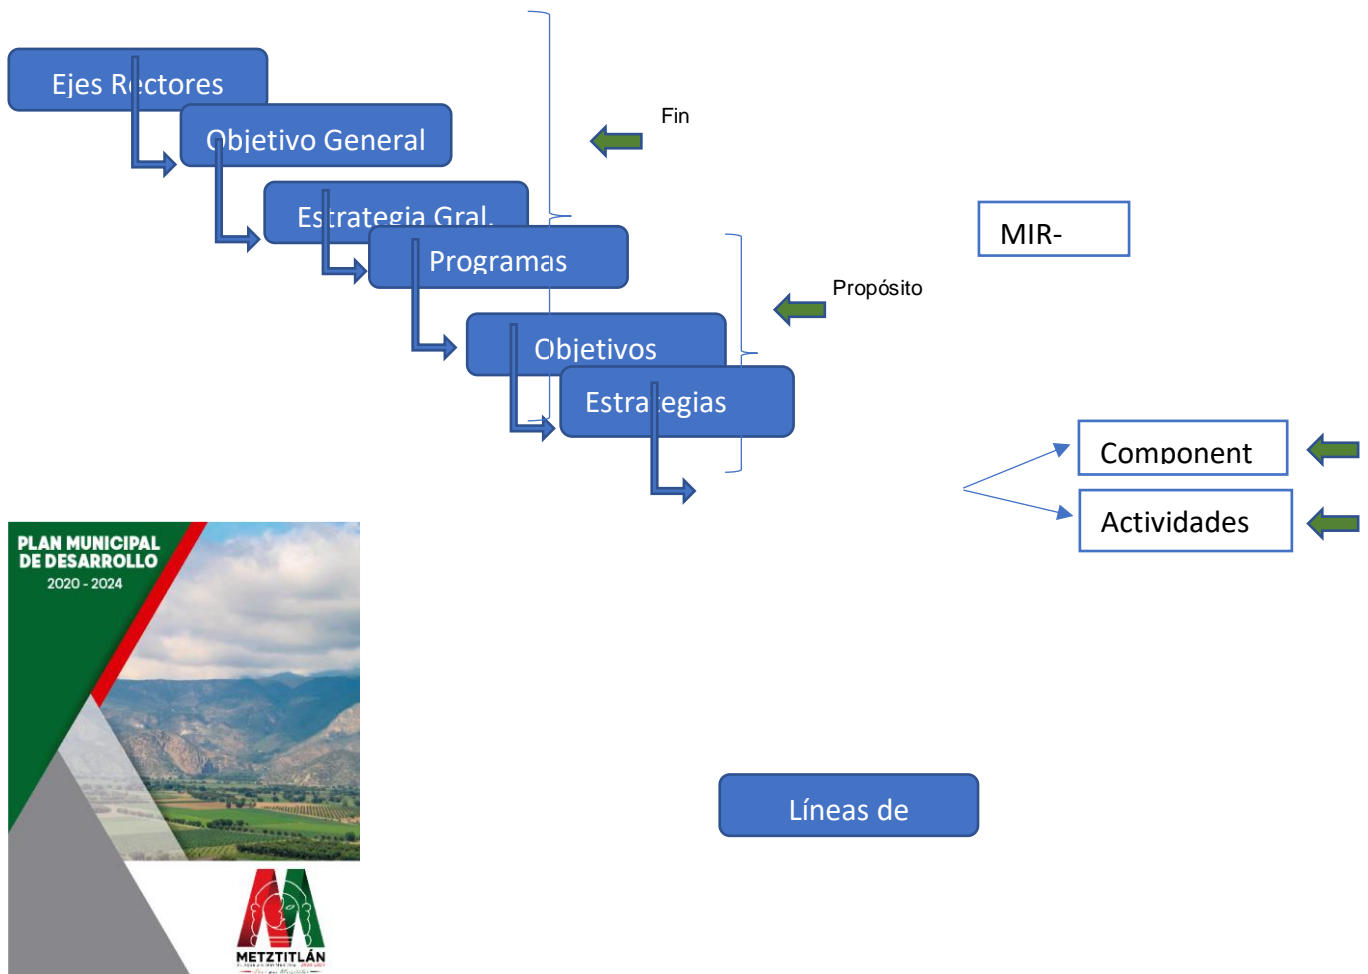 Ejes Rectores
Objetivo General
Fin
Estrategia Gral.
MIR-
Programas
Propósito
Objetivos
Estrategias
Component
Actividades
PLAN MUNICIPAL
DE DESARROLLO
2020 - 2024
Líneas de
METZTITLÁN